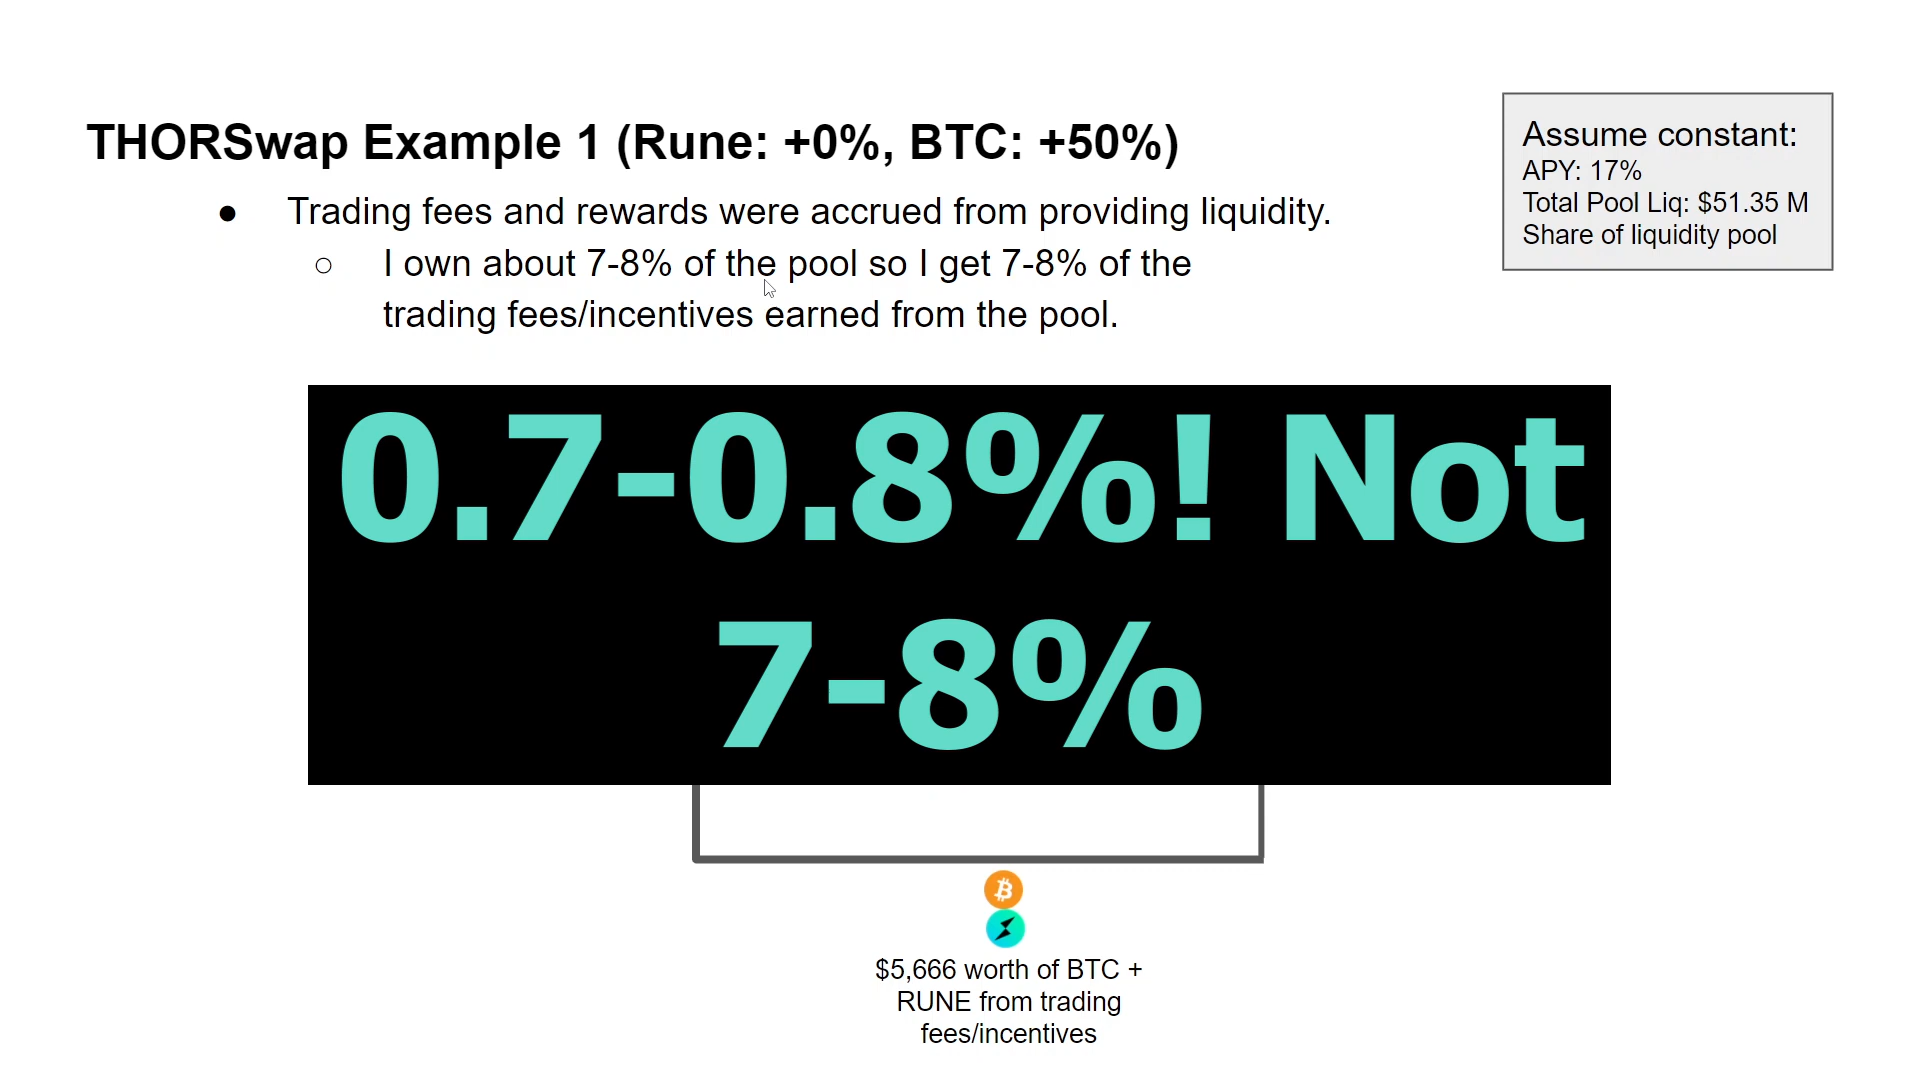 THORSwap Example 1 (Rune: +0%, BTC: +50%)
● Trading fees and rewards were accrued from providing liquidity.
○ I own about 7-8% of the pool so I get 7-8% of the
trading fees/incentives earned from the pool.
Assume constant:
APY: 17%
Total Pool Liq: $51.35 M
Share of liquidity pool
0.7-0.8%! Not
7-8%
$5,666 worth of BTC +
RUNE from trading
fees/incentives